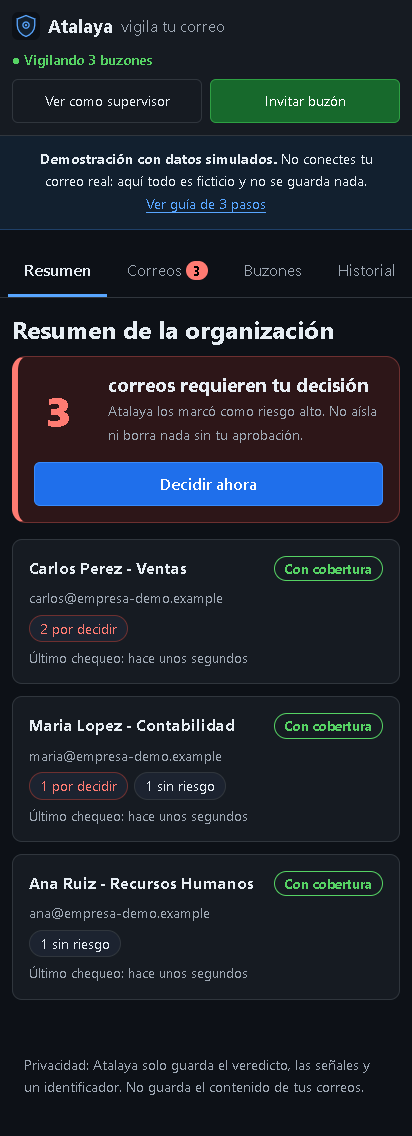 Atalaya vigila tu correo
● Vigilando 3 buzones
Ver como supervisor
Invitar buzón
Demostración con datos simulados. No conectes tu
correo real: aquí todo es ficticio y no se guarda nada.
Ver guía de 3 pasos
Resumen Correos 3 Buzones Historial
Resumen de la organización
3
correos requieren tu decisión
Atalaya los marcó como riesgo alto. No aísla
ni borra nada sin tu aprobación.
Decidir ahora
Carlos Perez - Ventas
Con cobertura
carlos@empresa-demo.example
2 por decidir
Último chequeo: hace unos segundos
Maria Lopez - Contabilidad
Con cobertura
maria@empresa-demo.example
1 por decidir 1 sin riesgo
Último chequeo: hace unos segundos
Ana Ruiz - Recursos Humanos
Con cobertura
ana@empresa-demo.example
1 sin riesgo
Último chequeo: hace unos segundos
Privacidad: Atalaya solo guarda el veredicto, las señales y
un identificador. No guarda el contenido de tus correos.